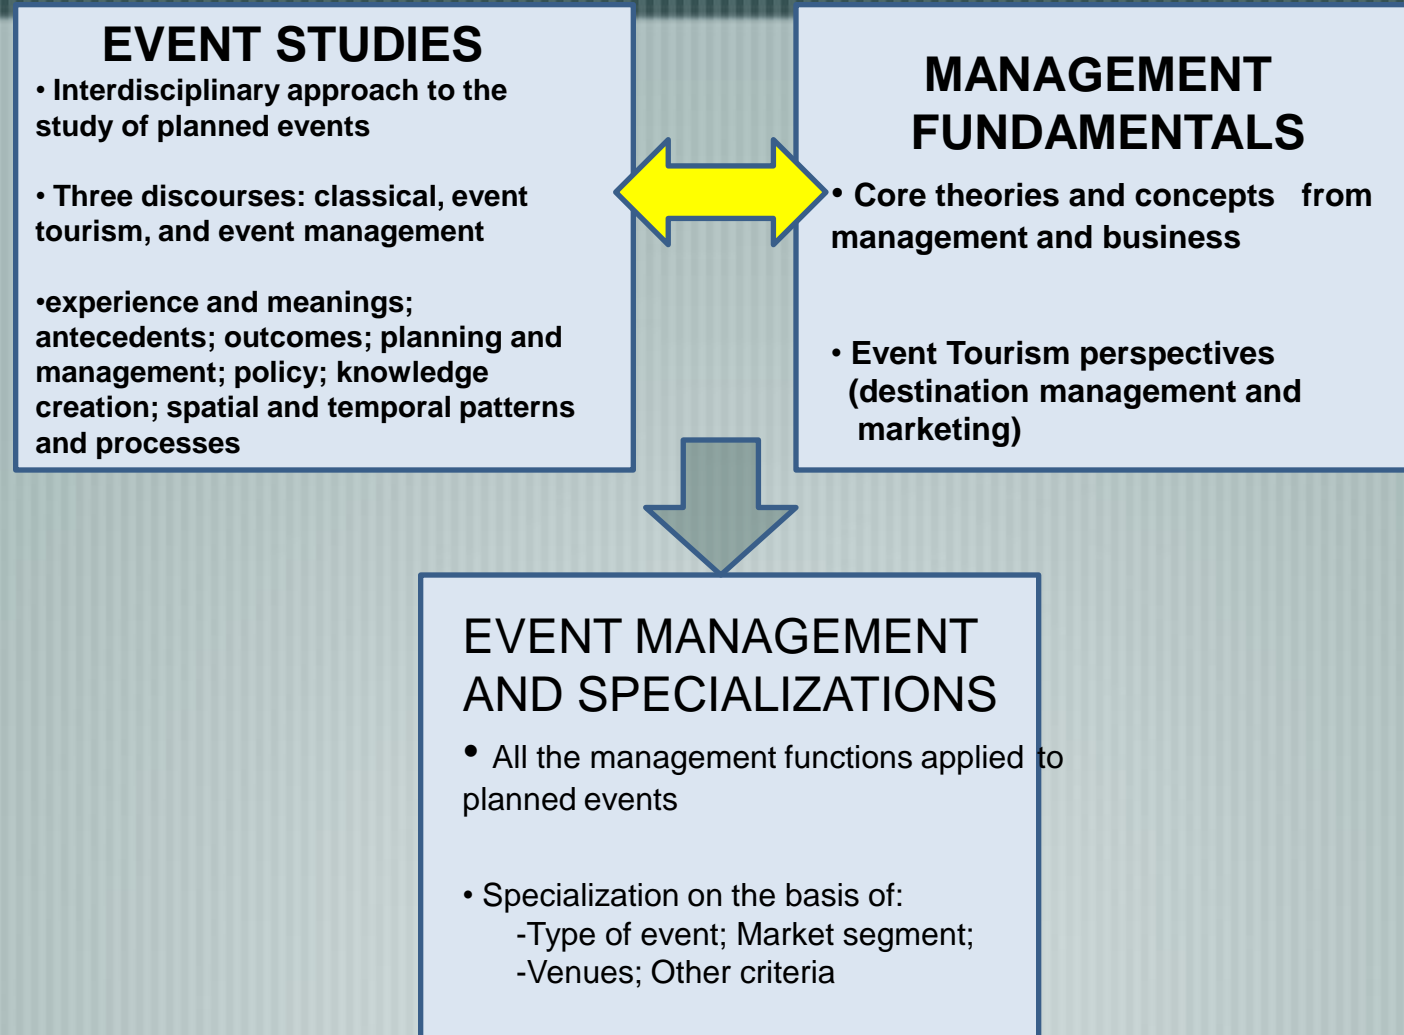 EVENT STUDIES
• Interdisciplinary approach to the
study of planned events
• Three discourses: classical, event
tourism, and event management
•experience and meanings;
antecedents; outcomes; planning and
management; policy; knowledge
creation; spatial and temporal patterns
and processes
MANAGEMENT
FUNDAMENTALS
• Core theories and concepts from
management and business
• Event Tourism perspectives
(destination management and
marketing)
EVENT MANAGEMENT
AND SPECIALIZATIONS
• All the management functions applied to
planned events
• Specialization on the basis of:
-Type of event; Market segment;
-Venues; Other criteria